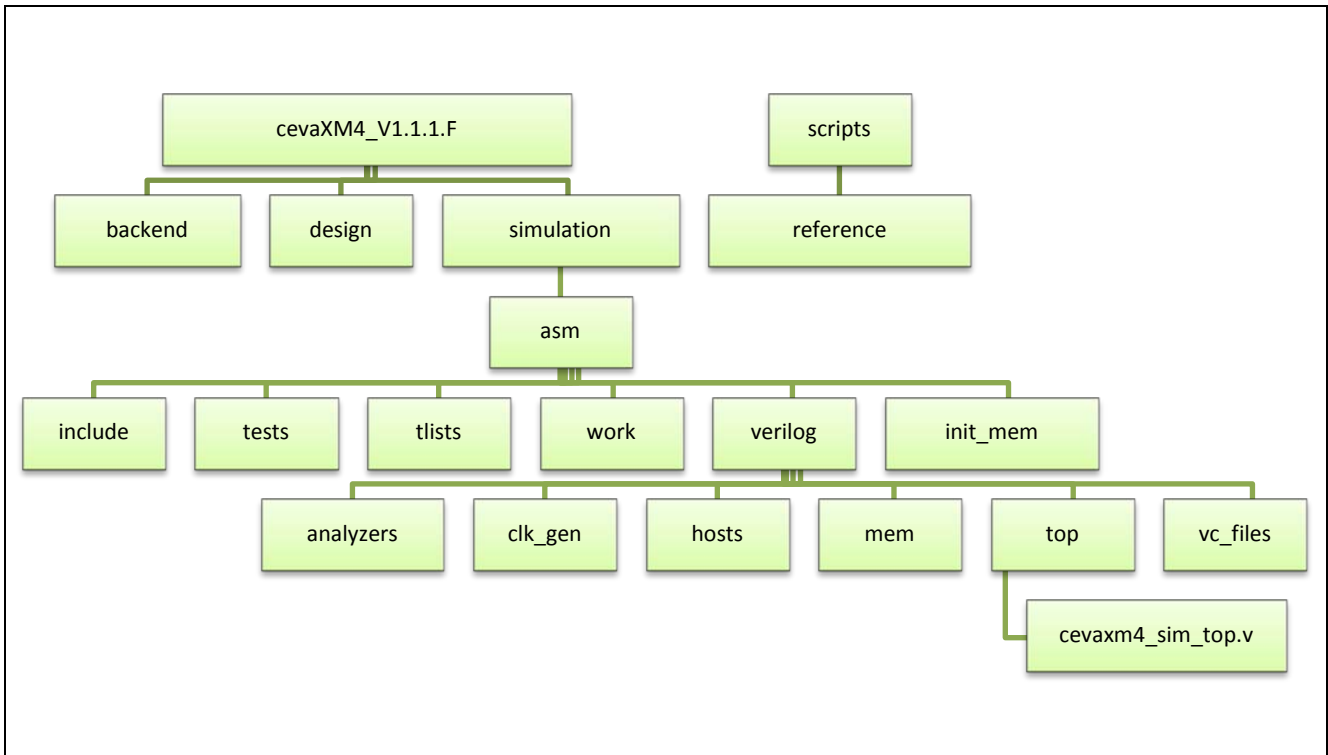 cevaXM4_V1.1.1.F
scripts
backend
design
simulation
reference
asm
include
tests
tlists
work
verilog
init_mem
analyzers
clk_gen
hosts
mem
top
vc_files
cevaxm4_sim_top.v